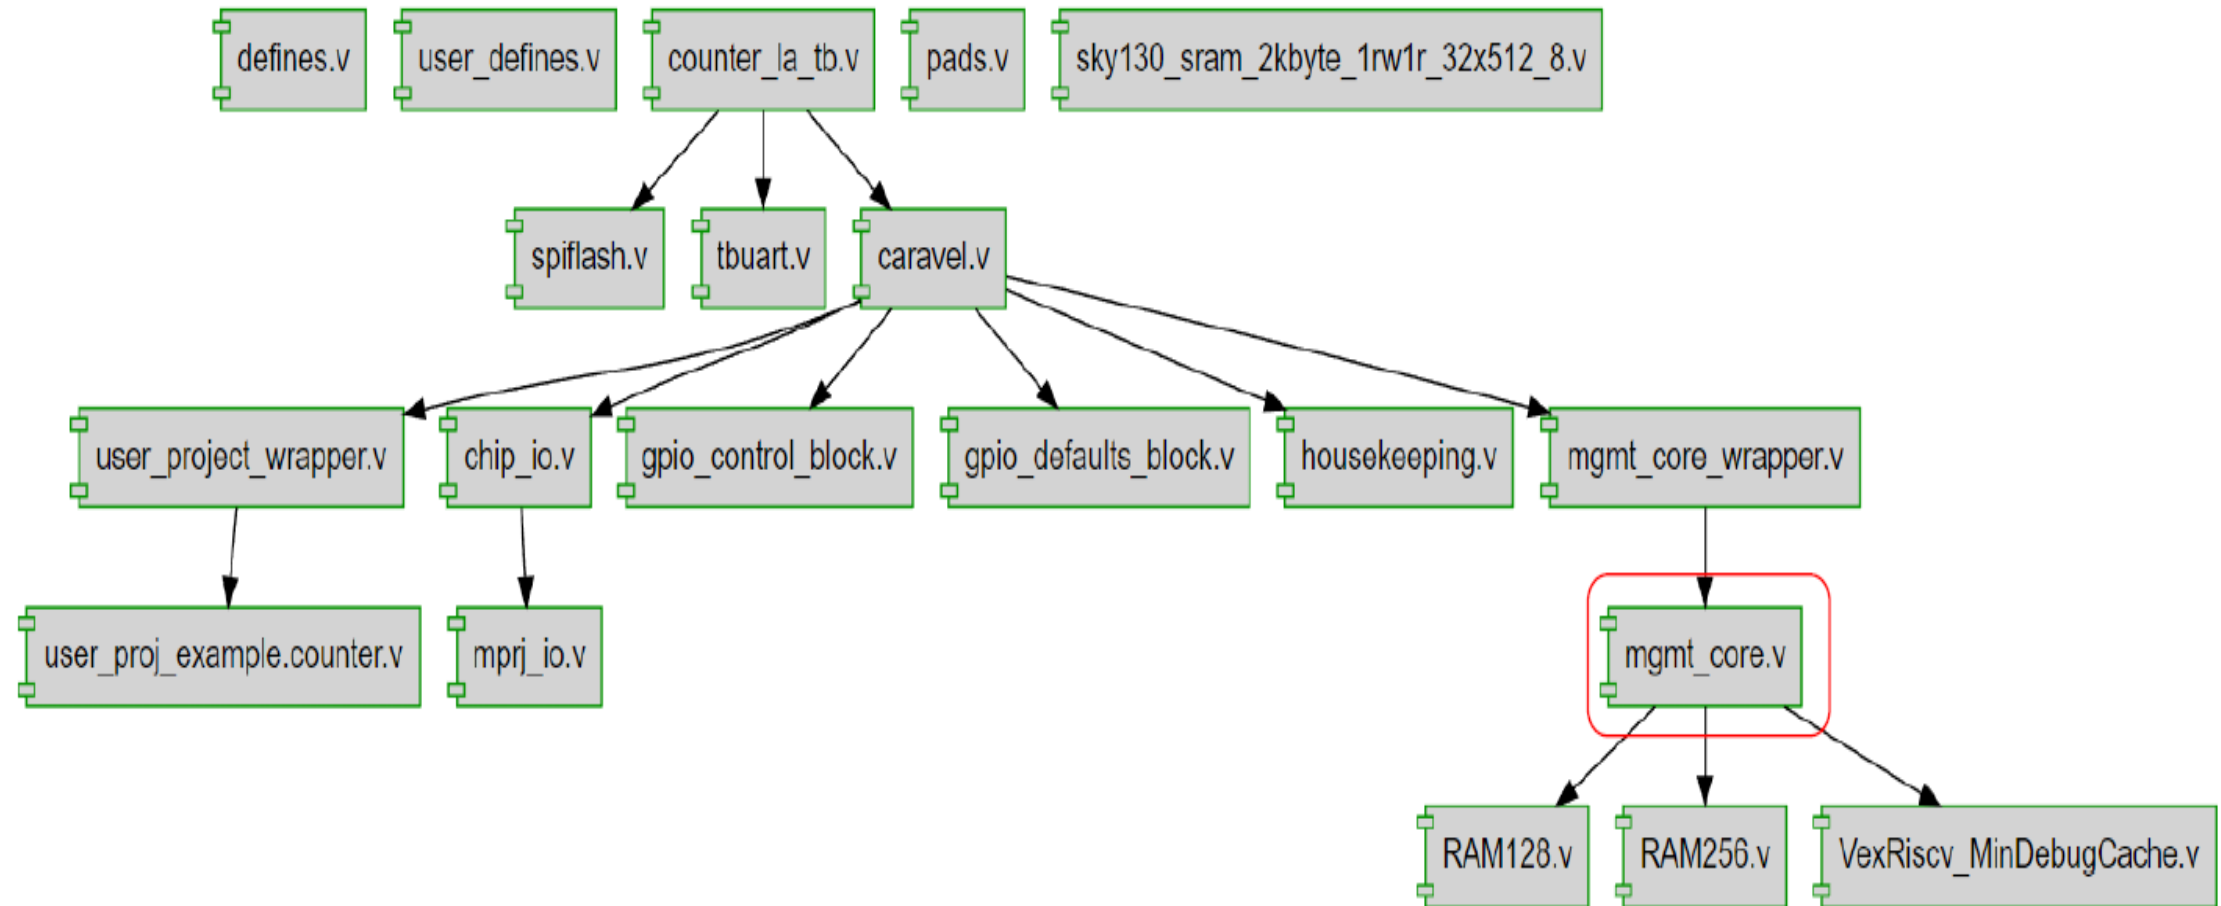 defines.v
user_defines.v
counter_la_tb.v
pads.v
sky130_sram_2kbyte_1rw1r_32x512_8.v
spiflash.v
tbuart.v
caravel.v
user_project_wrapper.v
chip_io.v
gpio_control_block.v
gpio_defaults_block.v
housekeeping.v
mgmt_core_wrapper.v
user_proj_example.counter.v
mprj_io.v
mgmt_core.v
RAM128.v
RAM256.v
VexRiscv_MinDebugCache.v